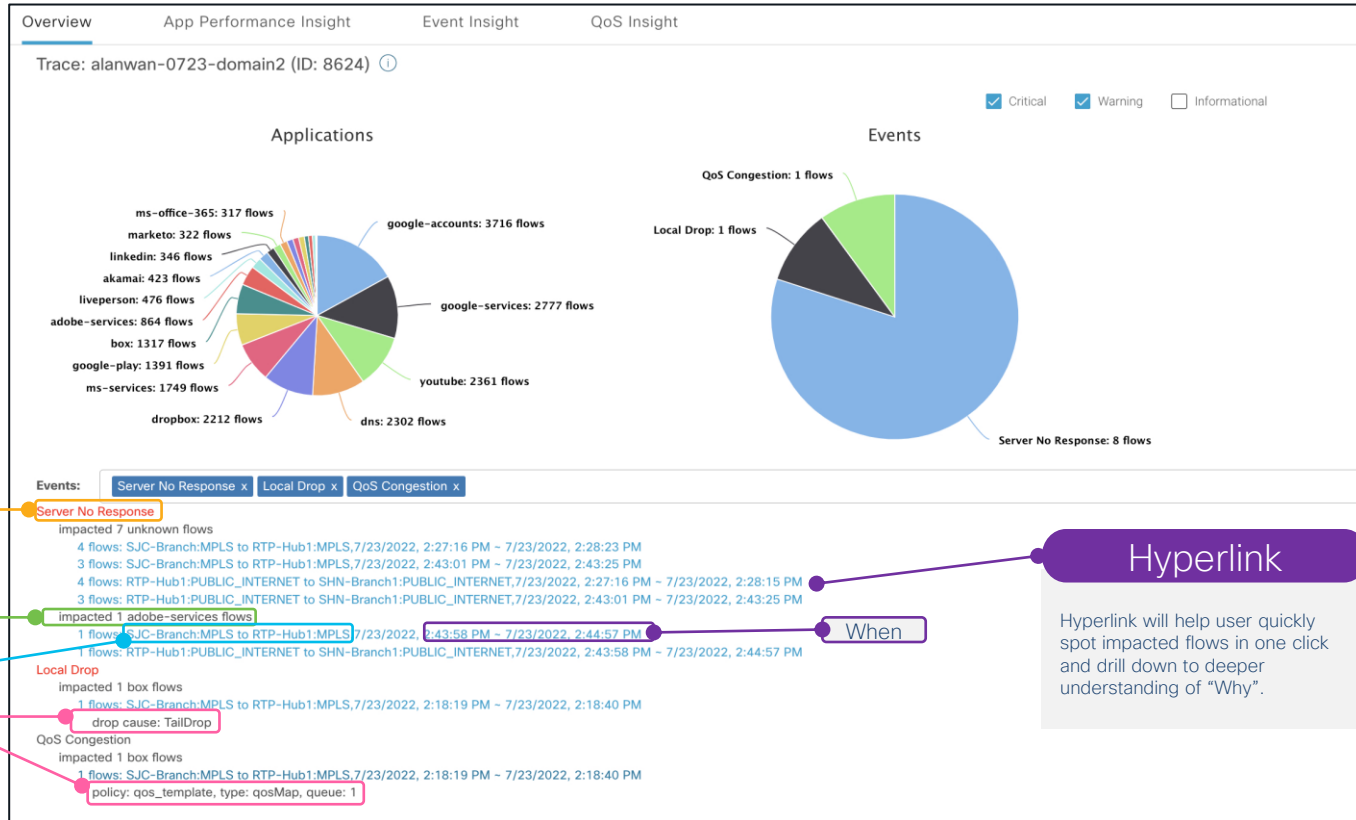 Overview
App Performance Insight
Event Insight
QoS Insight
Trace: alanwan-0723-domain2 (ID: 8624)
Critical
Warning
Informational
Applications
ms-office-365: 317 flows
marketo: 322 flows
linkedin: 346 flows
akamai: 423 flows
liveperson: 476 flows
adobe-services: 864 flows
box: 1317 flows
google-play: 1391 flows
ms-services: 1749 flows
dropbox: 2212 flows
dns: 2302 flows
youtube: 2361 flows
google-services: 2777 flows
google-accounts: 3716 flows
Events
QoS Congestion: 1 flows
Local Drop: 1 flows
Server No Response: 8 flows
Events:
Server No Response x
Local Drop x
QoS Congestion x
Server No Response
impacted 7 unknown flows
4 flows: SJC-Branch:MPLS to RTP-Hub1:MPLS,7/23/2022, 2:27:16 PM ~ 7/23/2022, 2:28:23 PM
3 flows: SJC-Branch:MPLS to RTP-Hub1:MPLS,7/23/2022, 2:43:01 PM ~ 7/23/2022, 2:43:25 PM
4 flows: RTP-Hub1:PUBLIC_INTERNET to SHN-Branch1:PUBLIC_INTERNET,7/23/2022, 2:27:16 PM ~ 7/23/2022, 2:28:15 PM
3 flows: RTP-Hub1:PUBLIC_INTERNET to SHN-Branch1:PUBLIC_INTERNET,7/23/2022, 2:43:01 PM ~ 7/23/2022, 2:43:25 PM
impacted 1 adobe-services flows
1 flows: SJC-Branch:MPLS to RTP-Hub1:MPLS,7/23/2022, 2:43:58 PM ~ 7/23/2022, 2:44:57 PM
1 flows: RTP-Hub1:PUBLIC_INTERNET to SHN-Branch1:PUBLIC_INTERNET,7/23/2022, 2:43:58 PM ~ 7/23/2022, 2:44:57 PM
Local Drop
impacted 1 box flows
1 flows: SJC-Branch:MPLS to RTP-Hub1:MPLS,7/23/2022, 2:18:19 PM ~ 7/23/2022, 2:18:40 PM
drop cause: TailDrop
QoS Congestion
impacted 1 box flows
1 flows: SJC-Branch:MPLS to RTP-Hub1:MPLS,7/23/2022, 2:18:19 PM ~ 7/23/2022, 2:18:40 PM
policy: qos_template, type: qosMap, queue: 1
When
Hyperlink
Hyperlink will help user quickly
spot impacted flows in one click
and drill down to deeper
understanding of “Why”.